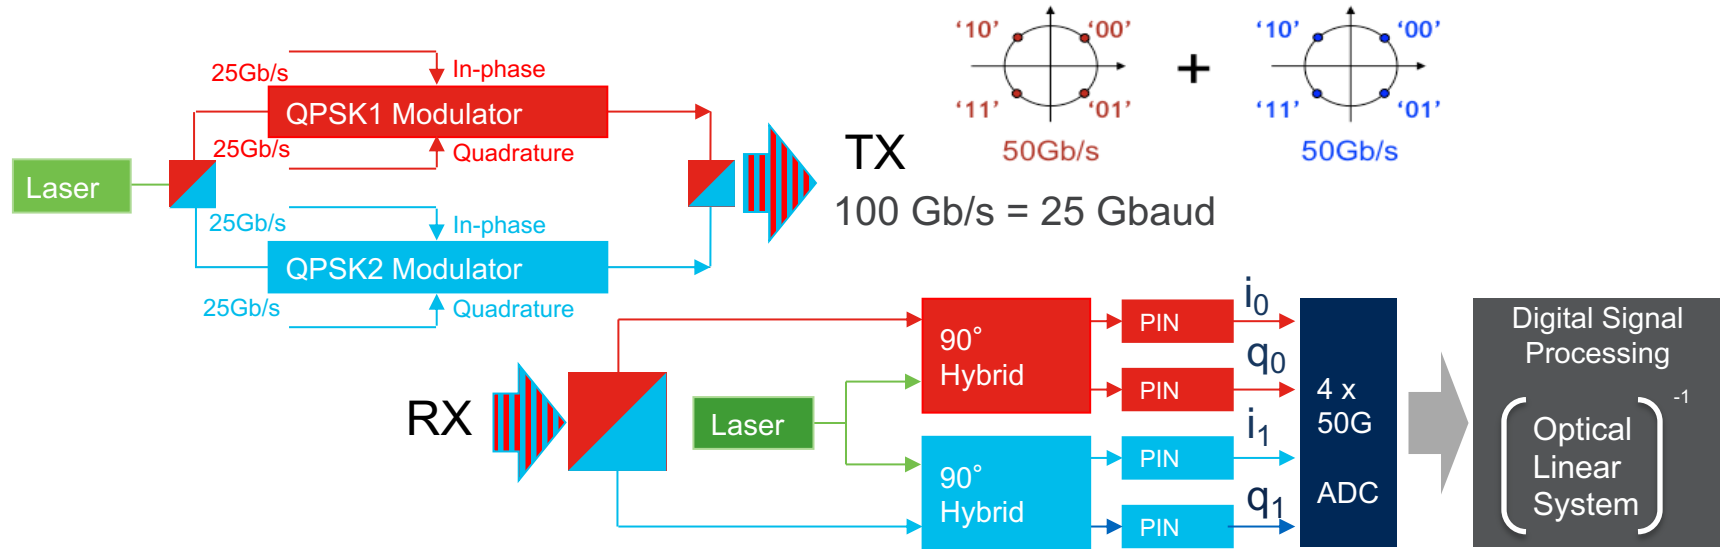 25Gb/s
In-phase
QPSK1 Modulator
25Gb/s
Quadrature
Laser
25Gb/s
In-phase
QPSK2 Modulator
25Gb/s
Quadrature
TX
100 Gb/s = 25 Gbaud
‘10’ ‘00’
‘11’ ‘01’
50Gb/s
+
‘10’ ‘00’
‘11’ ‘01’
50Gb/s
RX
Laser
90°
Hybrid
90°
Hybrid
PIN
i₀
PIN
q₀
PIN
i₁
PIN
q₁
4 x
50G
ADC
Digital Signal
Processing
-1
Optical
Linear
System